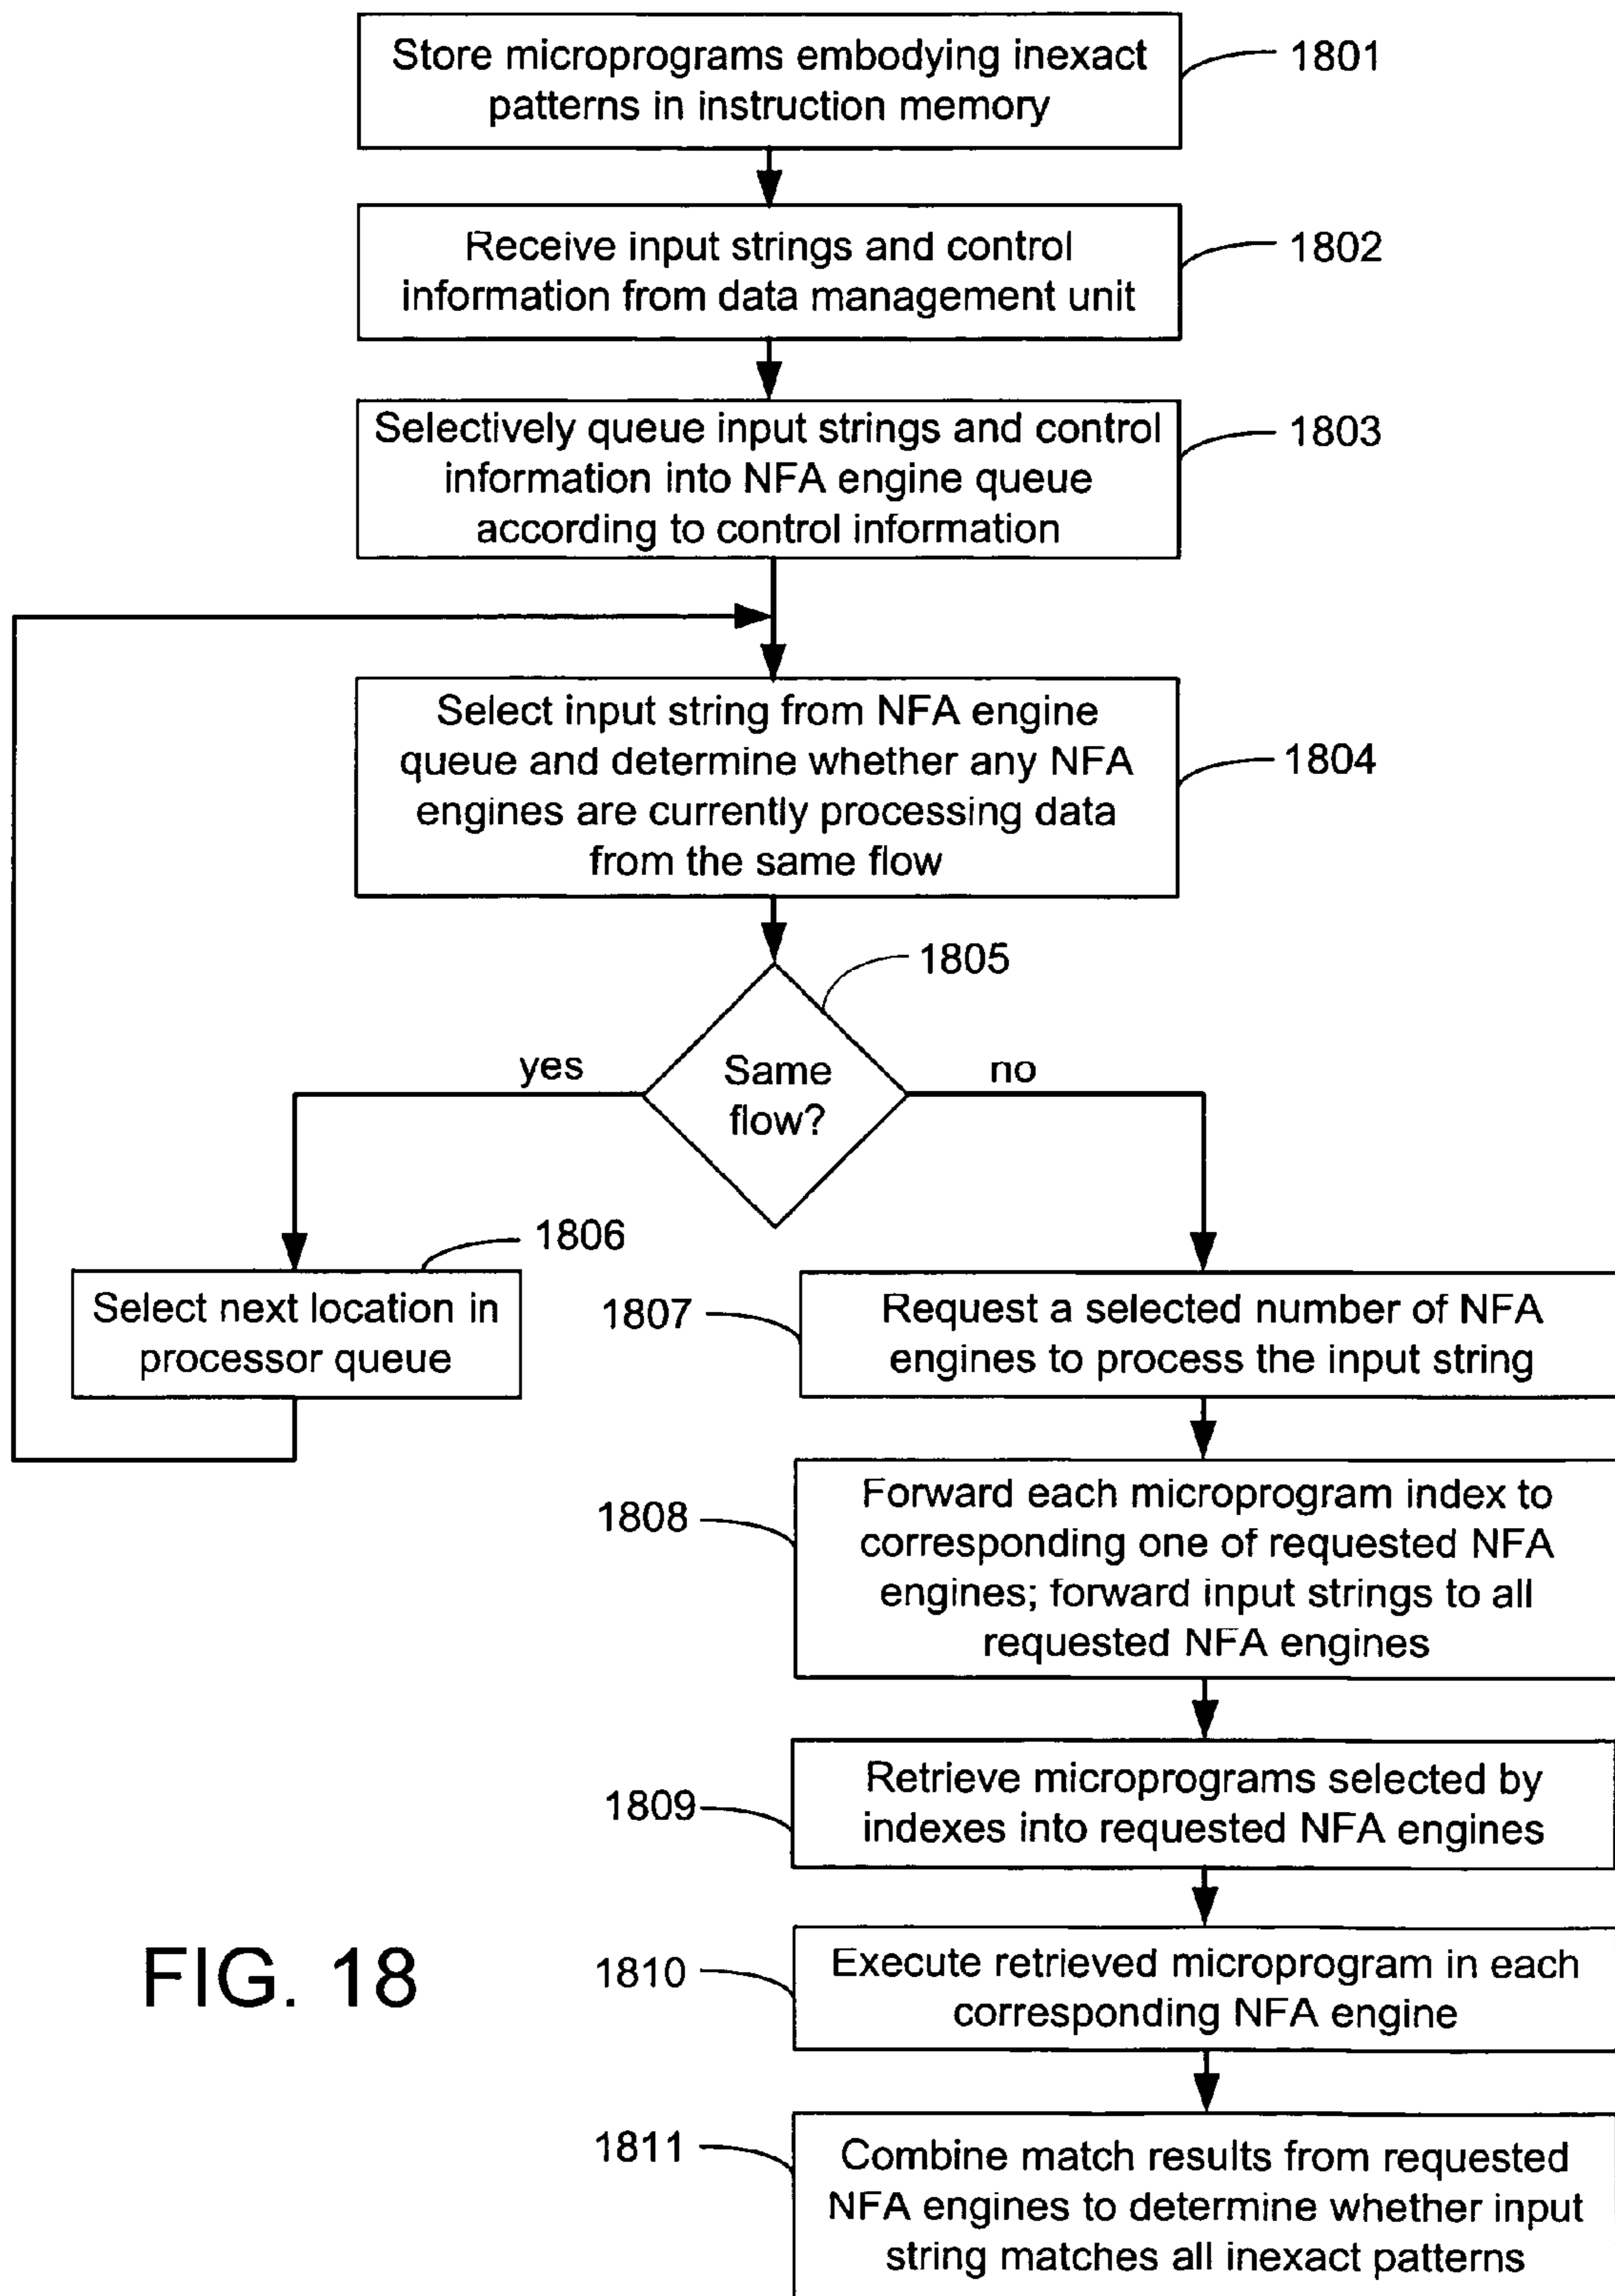 Store microprograms embodying inexact
patterns in instruction memory
1801
Receive input strings and control
information from data management unit
1802
Selectively queue input strings and control
information into NFA engine queue
according to control information
1803
Select input string from NFA engine
queue and determine whether any NFA
engines are currently processing data
from the same flow
1804
1805
Same
flow?
yes
no
1806
Select next location in
processor queue
1807
Request a selected number of NFA
engines to process the input string
1808
Forward each microprogram index to
corresponding one of requested NFA
engines; forward input strings to all
requested NFA engines
1809
Retrieve microprograms selected by
indexes into requested NFA engines
1810
Execute retrieved microprogram in each
corresponding NFA engine
1811
Combine match results from requested
NFA engines to determine whether input
string matches all inexact patterns
FIG. 18